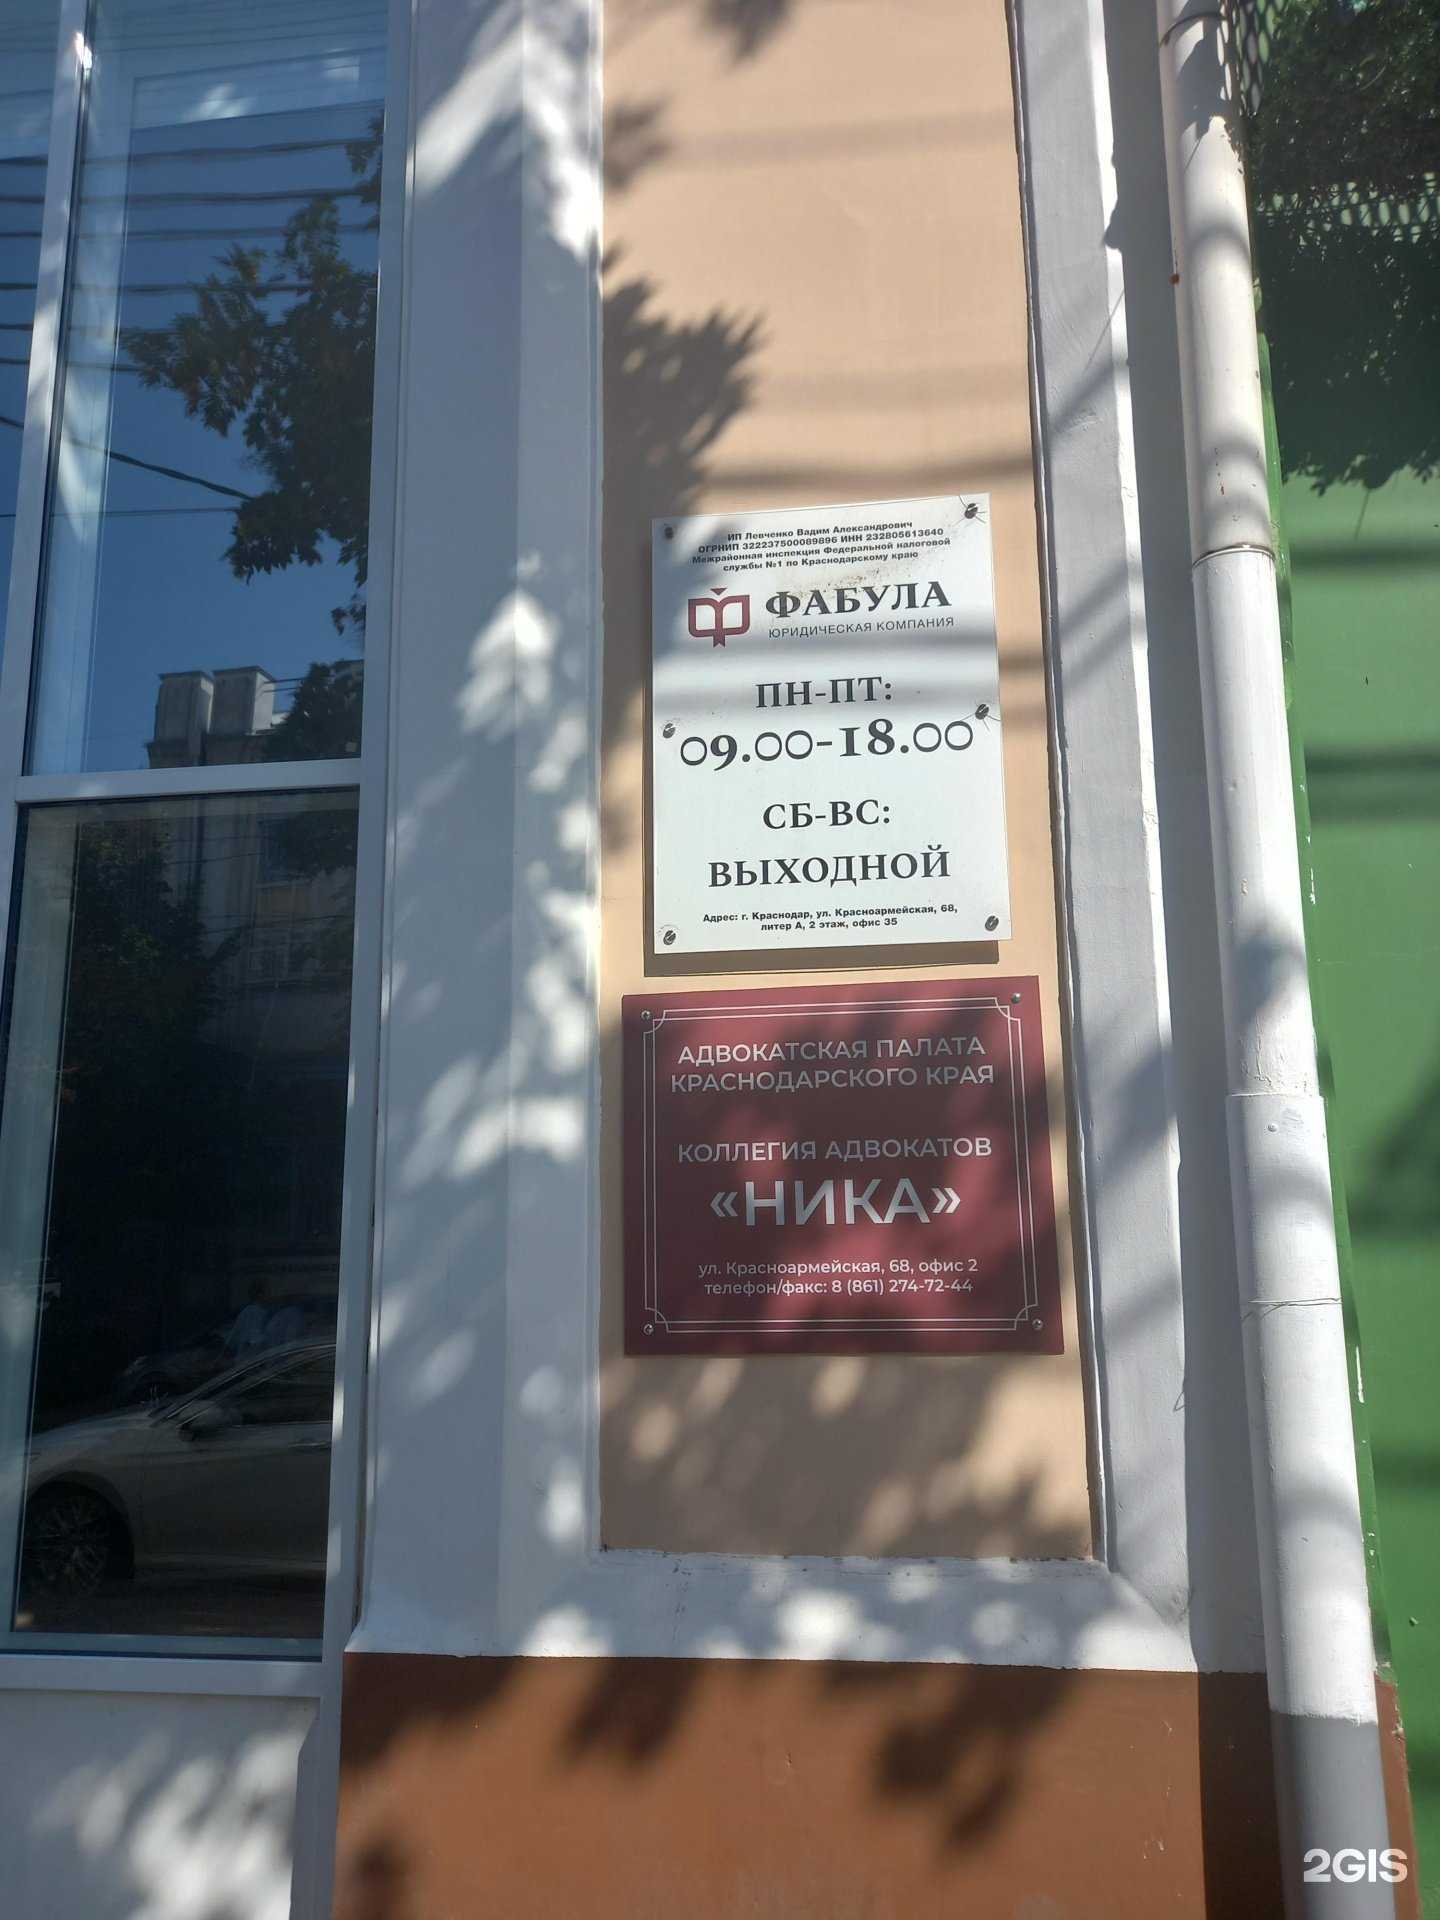 ИП Левченко Вадим Александрович
ОГРНИП 322237500089896 ИНН 232805613640
Межрайонная инспекция Федеральной налоговой
службы №1 по Краснодарскому краю
ФАБУЛА
ЮРИДИЧЕСКАЯ КОМПАНИЯ
ПН-ПТ:
09.00-18.00
СБ-ВС:
ВЫХОДНОЙ
Адрес: г. Краснодар, ул. Красноармейская, 68,
литер А, 2 этаж, офис 35
АДВОКАТСКАЯ ПАЛАТА
КРАСНОДАРСКОГО КРАЯ
КОЛЛЕГИЯ АДВОКАТОВ
«НИКА»
ул. Красноармейская, 68, офис 2
телефон/факс: 8 (861) 274-72-44
2GIS